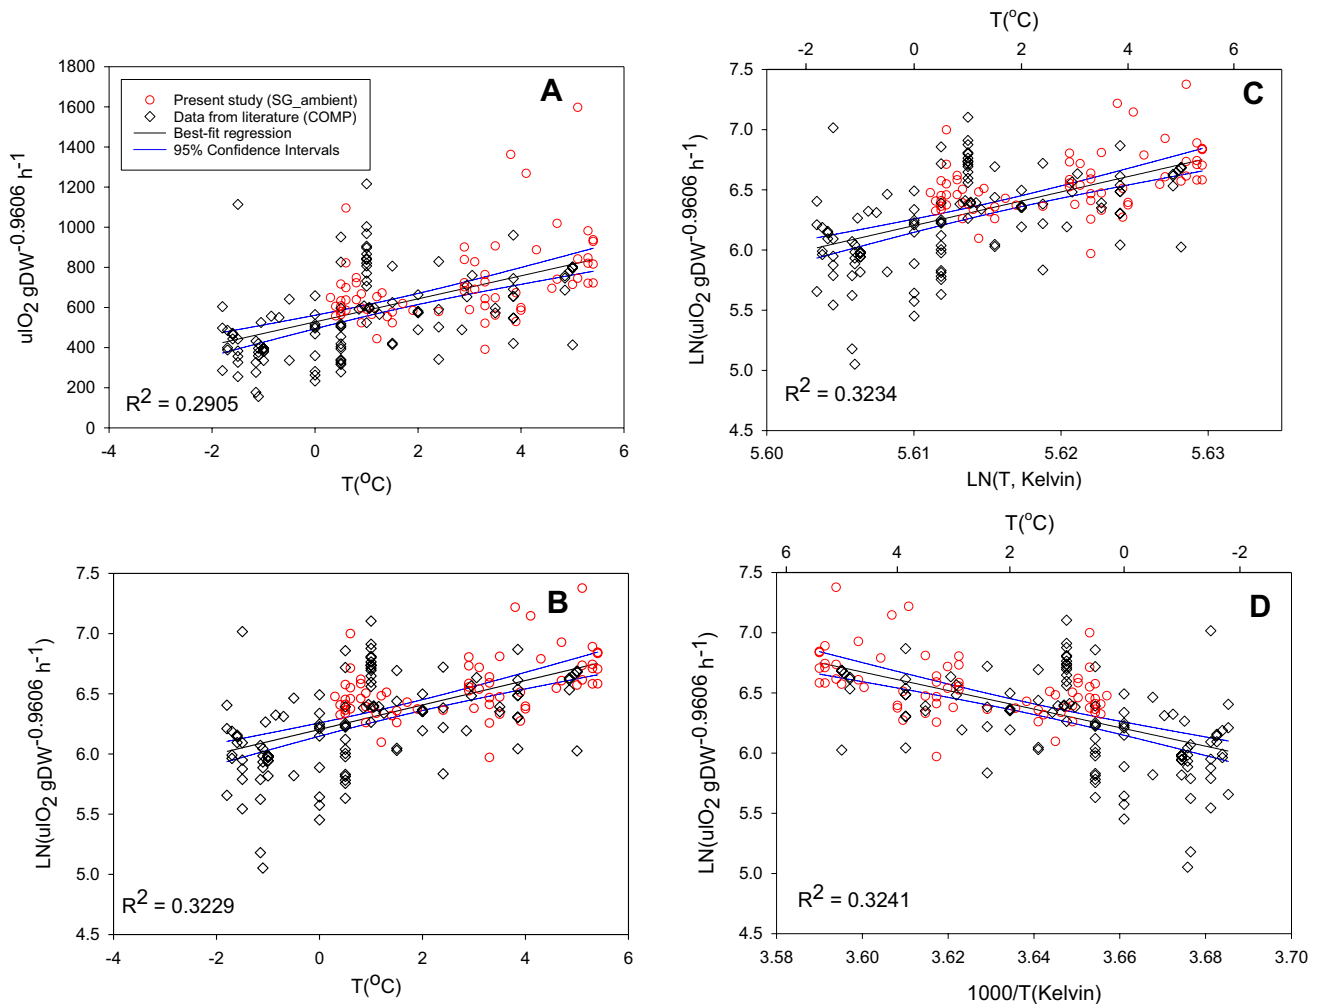 A
1800
1600
1400
1200
1000
800
600
400
200
0
ulO2 gDW-0.9606 h-1
Present study (SG_ambient)
Data from literature (COMP)
Best-fit regression
95% Confidence Intervals
R2 = 0.2905
-4 -2 0 2 4 6
T(oC)
T(oC)
-2 0 2 4 6
C
7.5
7.0
6.5
6.0
5.5
5.0
4.5
LN(ulO2 gDW-0.9606 h-1)
R2 = 0.3234
5.60 5.61 5.62 5.63
LN(T, Kelvin)
B
7.5
7.0
6.5
6.0
5.5
5.0
4.5
LN(ulO2 gDW-0.9606 h-1)
R2 = 0.3229
-4 -2 0 2 4 6
T(oC)
T(oC)
6 4 2 0 -2
D
7.5
7.0
6.5
6.0
5.5
5.0
4.5
LN(ulO2 gDW-0.9606 h-1)
R2 = 0.3241
3.58 3.60 3.62 3.64 3.66 3.68 3.70
1000/T(Kelvin)